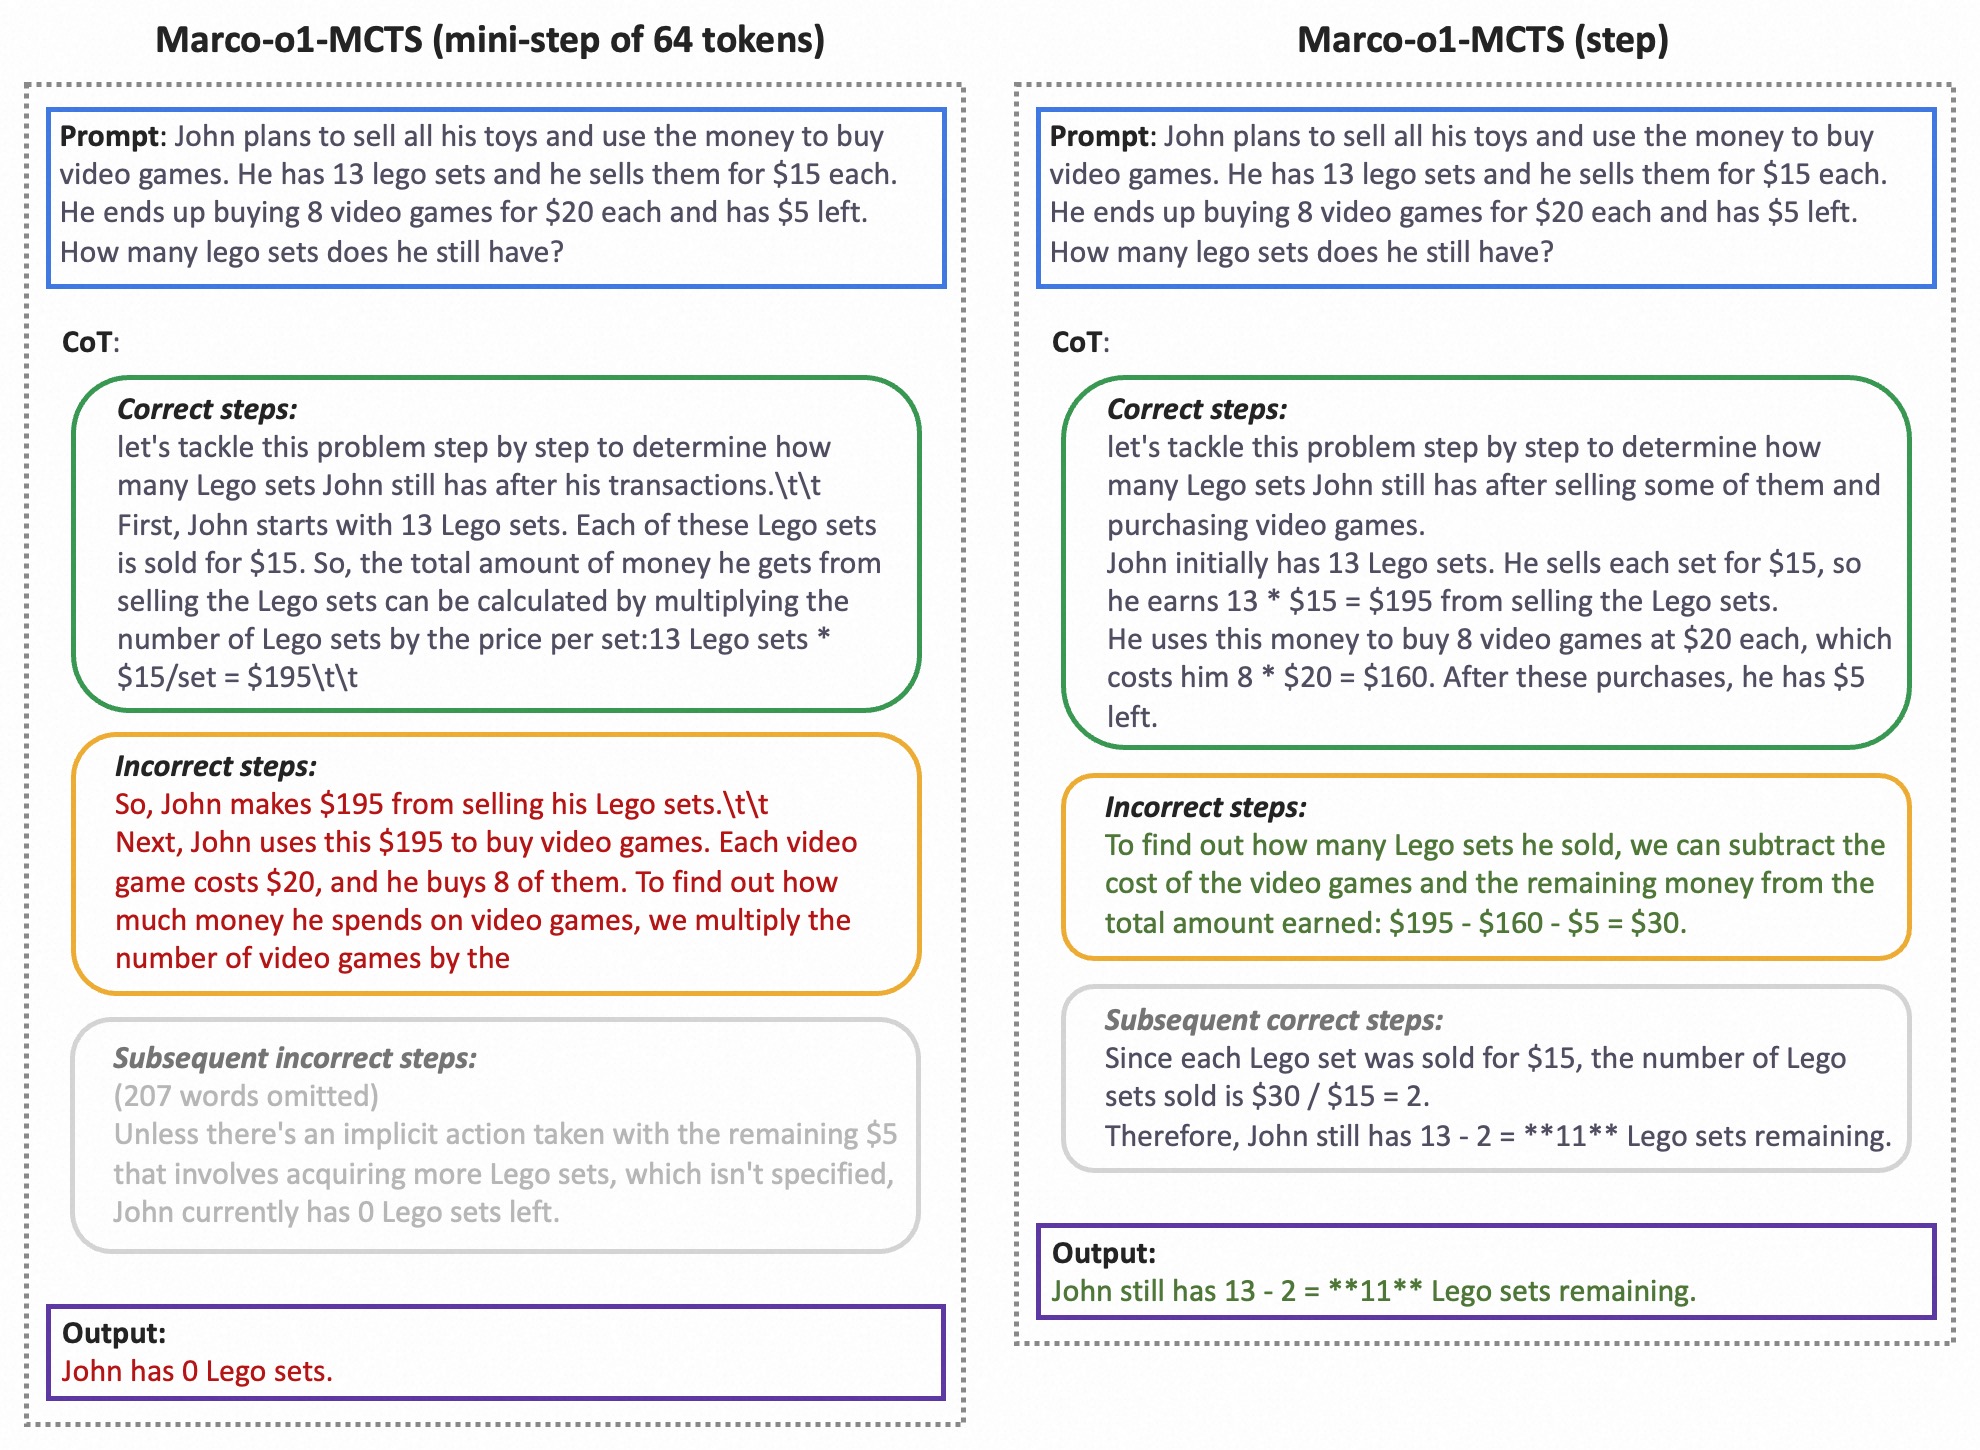 Marco-o1-MCTS (mini-step of 64 tokens)
Prompt: John plans to sell all his toys and use the money to buy
video games. He has 13 lego sets and he sells them for $15 each.
He ends up buying 8 video games for $20 each and has $5 left.
How many lego sets does he still have?
CoT:
Correct steps:
let's tackle this problem step by step to determine how
many Lego sets John still has after his transactions.\t\t
First, John starts with 13 Lego sets. Each of these Lego sets
is sold for $15. So, the total amount of money he gets from
selling the Lego sets can be calculated by multiplying the
number of Lego sets by the price per set:13 Lego sets *
$15/set = $195\t\t
Incorrect steps:
So, John makes $195 from selling his Lego sets.\t\t
Next, John uses this $195 to buy video games. Each video
game costs $20, and he buys 8 of them. To find out how
much money he spends on video games, we multiply the
number of video games by the
Subsequent incorrect steps:
(207 words omitted)
Unless there's an implicit action taken with the remaining $5
that involves acquiring more Lego sets, which isn't specified,
John currently has 0 Lego sets left.
Output:
John has 0 Lego sets.
Marco-o1-MCTS (step)
Prompt: John plans to sell all his toys and use the money to buy
video games. He has 13 lego sets and he sells them for $15 each.
He ends up buying 8 video games for $20 each and has $5 left.
How many lego sets does he still have?
CoT:
Correct steps:
let's tackle this problem step by step to determine how
many Lego sets John still has after selling some of them and
purchasing video games.
John initially has 13 Lego sets. He sells each set for $15, so
he earns 13 * $15 = $195 from selling the Lego sets.
He uses this money to buy 8 video games at $20 each, which
costs him 8 * $20 = $160. After these purchases, he has $5
left.
Incorrect steps:
To find out how many Lego sets he sold, we can subtract the
cost of the video games and the remaining money from the
total amount earned: $195 - $160 - $5 = $30.
Subsequent correct steps:
Since each Lego set was sold for $15, the number of Lego
sets sold is $30 / $15 = 2.
Therefore, John still has 13 - 2 = **11** Lego sets remaining.
Output:
John still has 13 - 2 = **11** Lego sets remaining.